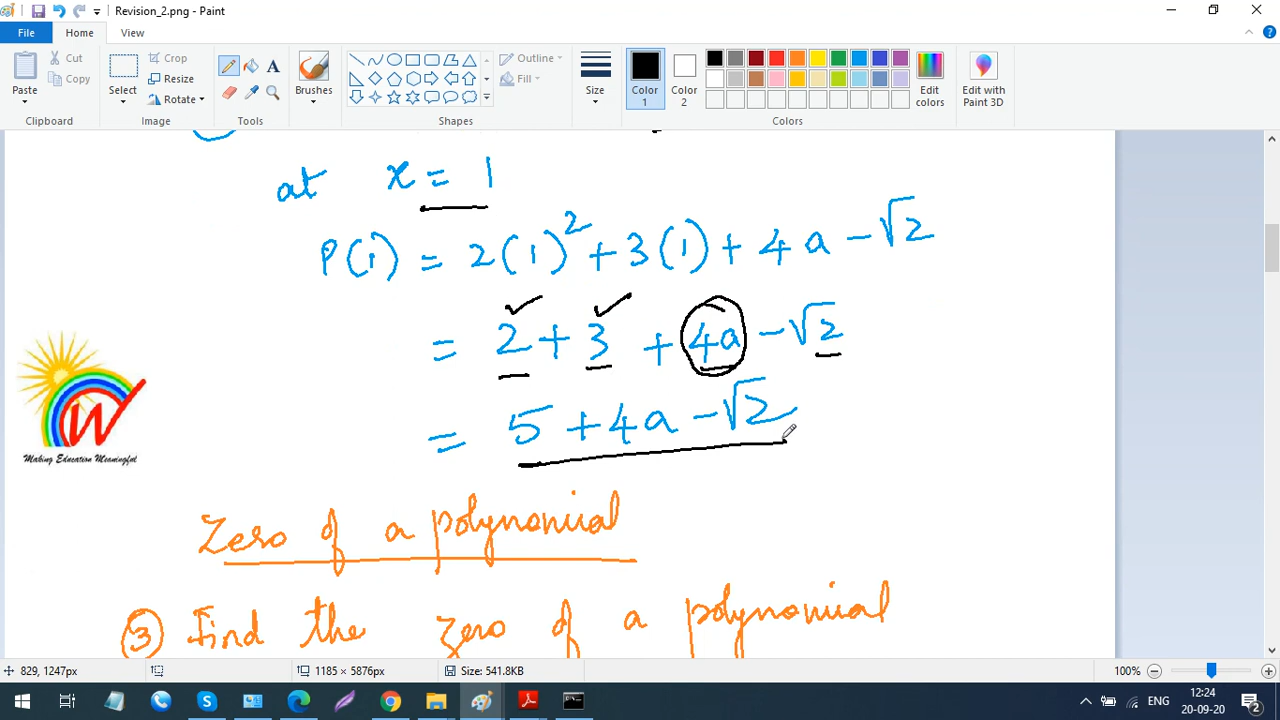 Revision_2.png - Paint
File Home View
Paste
Cut
Copy
Clipboard
Select
Crop
Resize
Rotate
Image
Tools
Brushes
Shapes
Outline
Fill
Size
Color 1
Color 2
Colors
Edit colors
Edit with Paint 3D
at x = 1
P(1) = 2(1)² + 3(1) + 4a - √2
= 2 + 3 + 4a - √2
= 5 + 4a - √2
W
Making Education Meaningful
Zero of a polynomial
③ Find the zero of a polynomial
829, 1247px
1185 × 5876px
Size: 541.8KB
100%
ENG
12:24
20-09-20
2